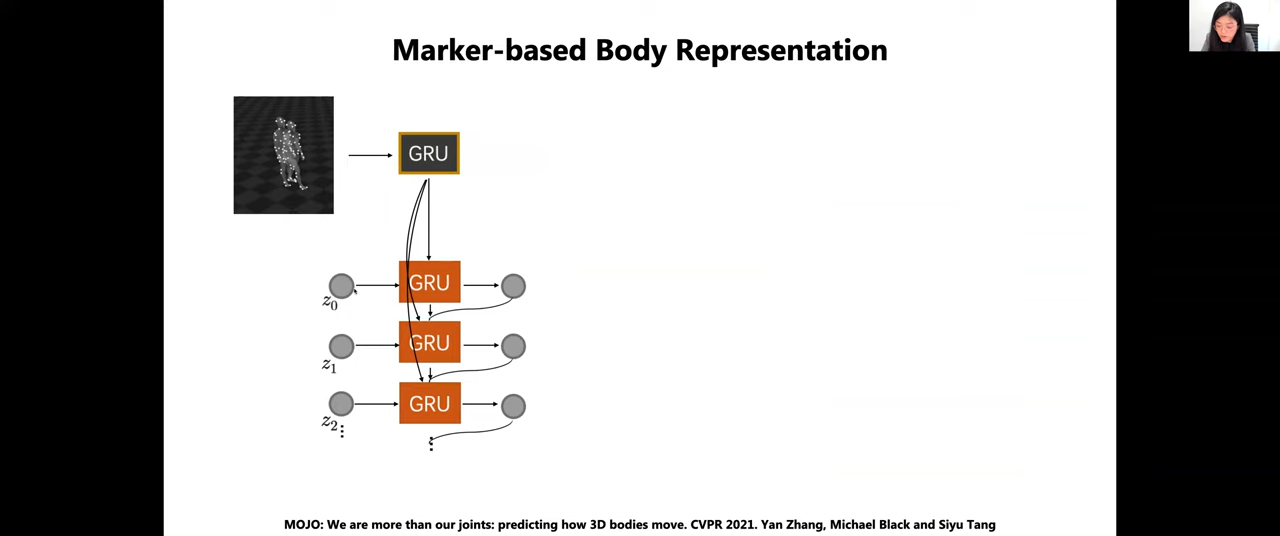 Marker-based Body Representation
GRU
z0
GRU
z1
GRU
z2
GRU
MOJO: We are more than our joints: predicting how 3D bodies move. CVPR 2021. Yan Zhang, Michael Black and Siyu Tang